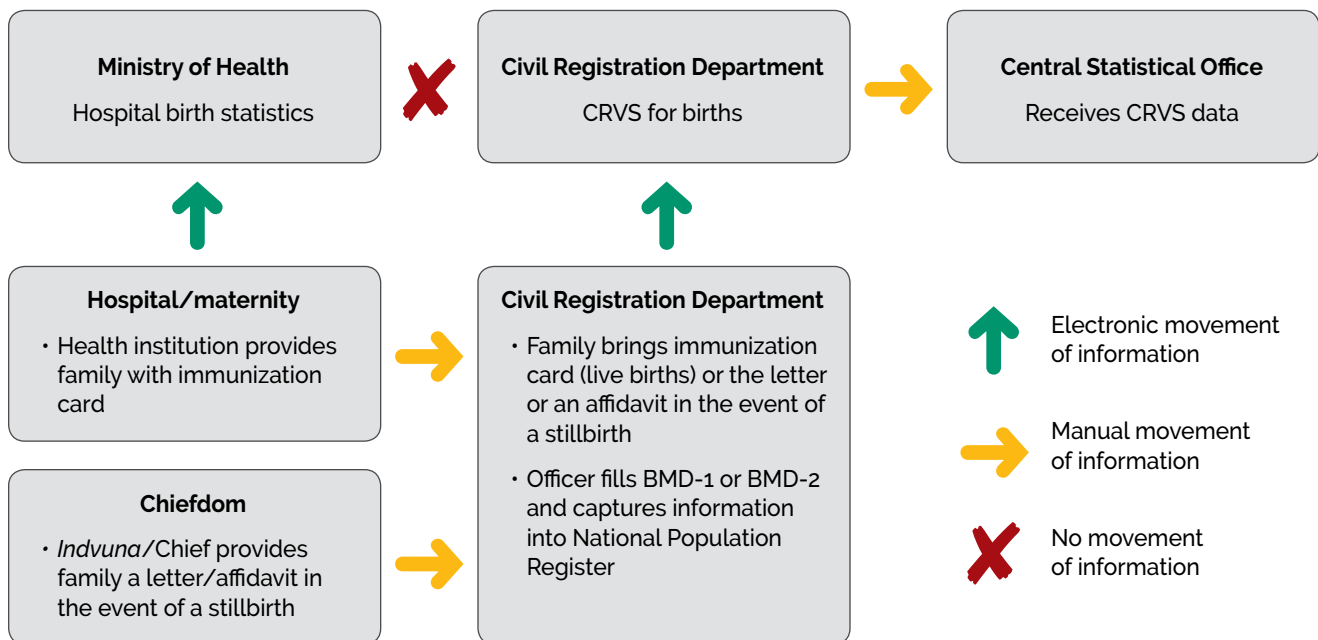 Ministry of Health
Hospital birth statistics
Civil Registration Department
CRVS for births
Central Statistical Office
Receives CRVS data
Hospital/maternity
• Health institution provides
family with immunization
card
Chiefdom
• Indvuna/Chief provides
family a letter/affidavit in
the event of a stillbirth
Civil Registration Department
• Family brings immunization
card (live births) or the letter
or an affidavit in the event of
a stillbirth
• Officer fills BMD-1 or BMD-2
and captures information
into National Population
Register
Electronic movement
of information
Manual movement
of information
No movement
of information